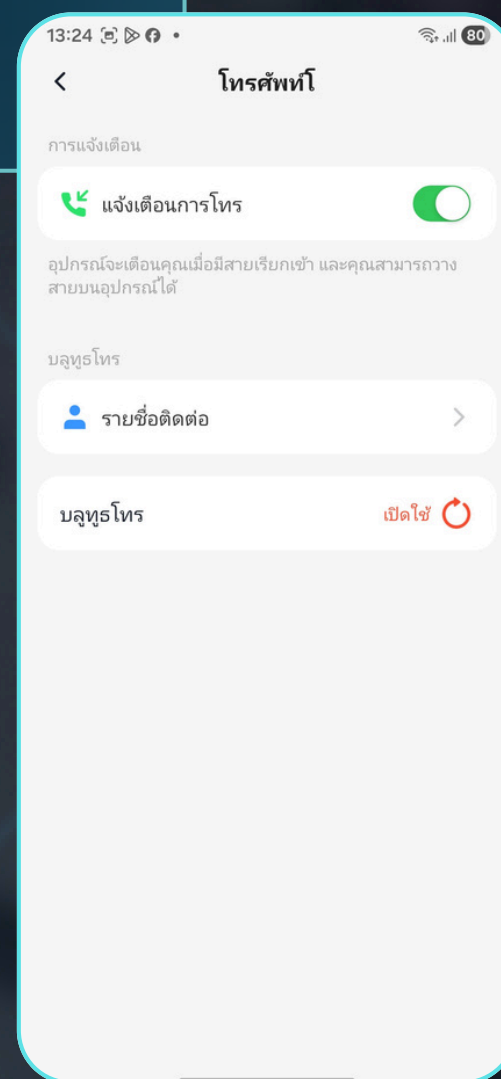 13:24
80
โทรศัพท์โ
การแจ้งเตือน
แจ้งเตือนการโทร
อุปกรณ์จะเตือนคุณเมื่อมีสายเรียกเข้า และคุณสามารถวาง
สายบนอุปกรณ์ได้
บลูทูธโทร
รายชื่อติดต่อ
บลูทูธโทร
เปิดใช้